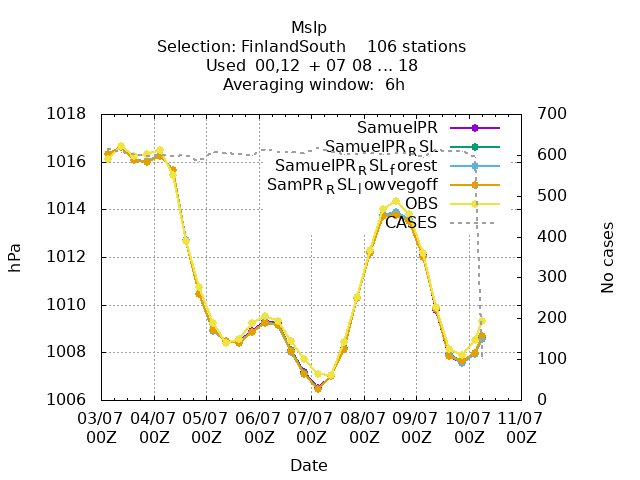 Mslp
Selection: FinlandSouth    106 stations
Used  00,12  + 07 08 ... 18
Averaging window:  6h
1018
1016
1014
1012
1010
1008
1006
hPa
700
600
500
400
300
200
100
0
No cases
SamuelPR
SamuelPR_RSL
SamuelPR_RSL_forest
SamPR_RSL_lowvegoff
OBS
CASES
03/07 04/07 05/07 06/07 07/07 08/07 09/07 10/07 11/07
00Z 00Z 00Z 00Z 00Z 00Z 00Z 00Z 00Z
Date